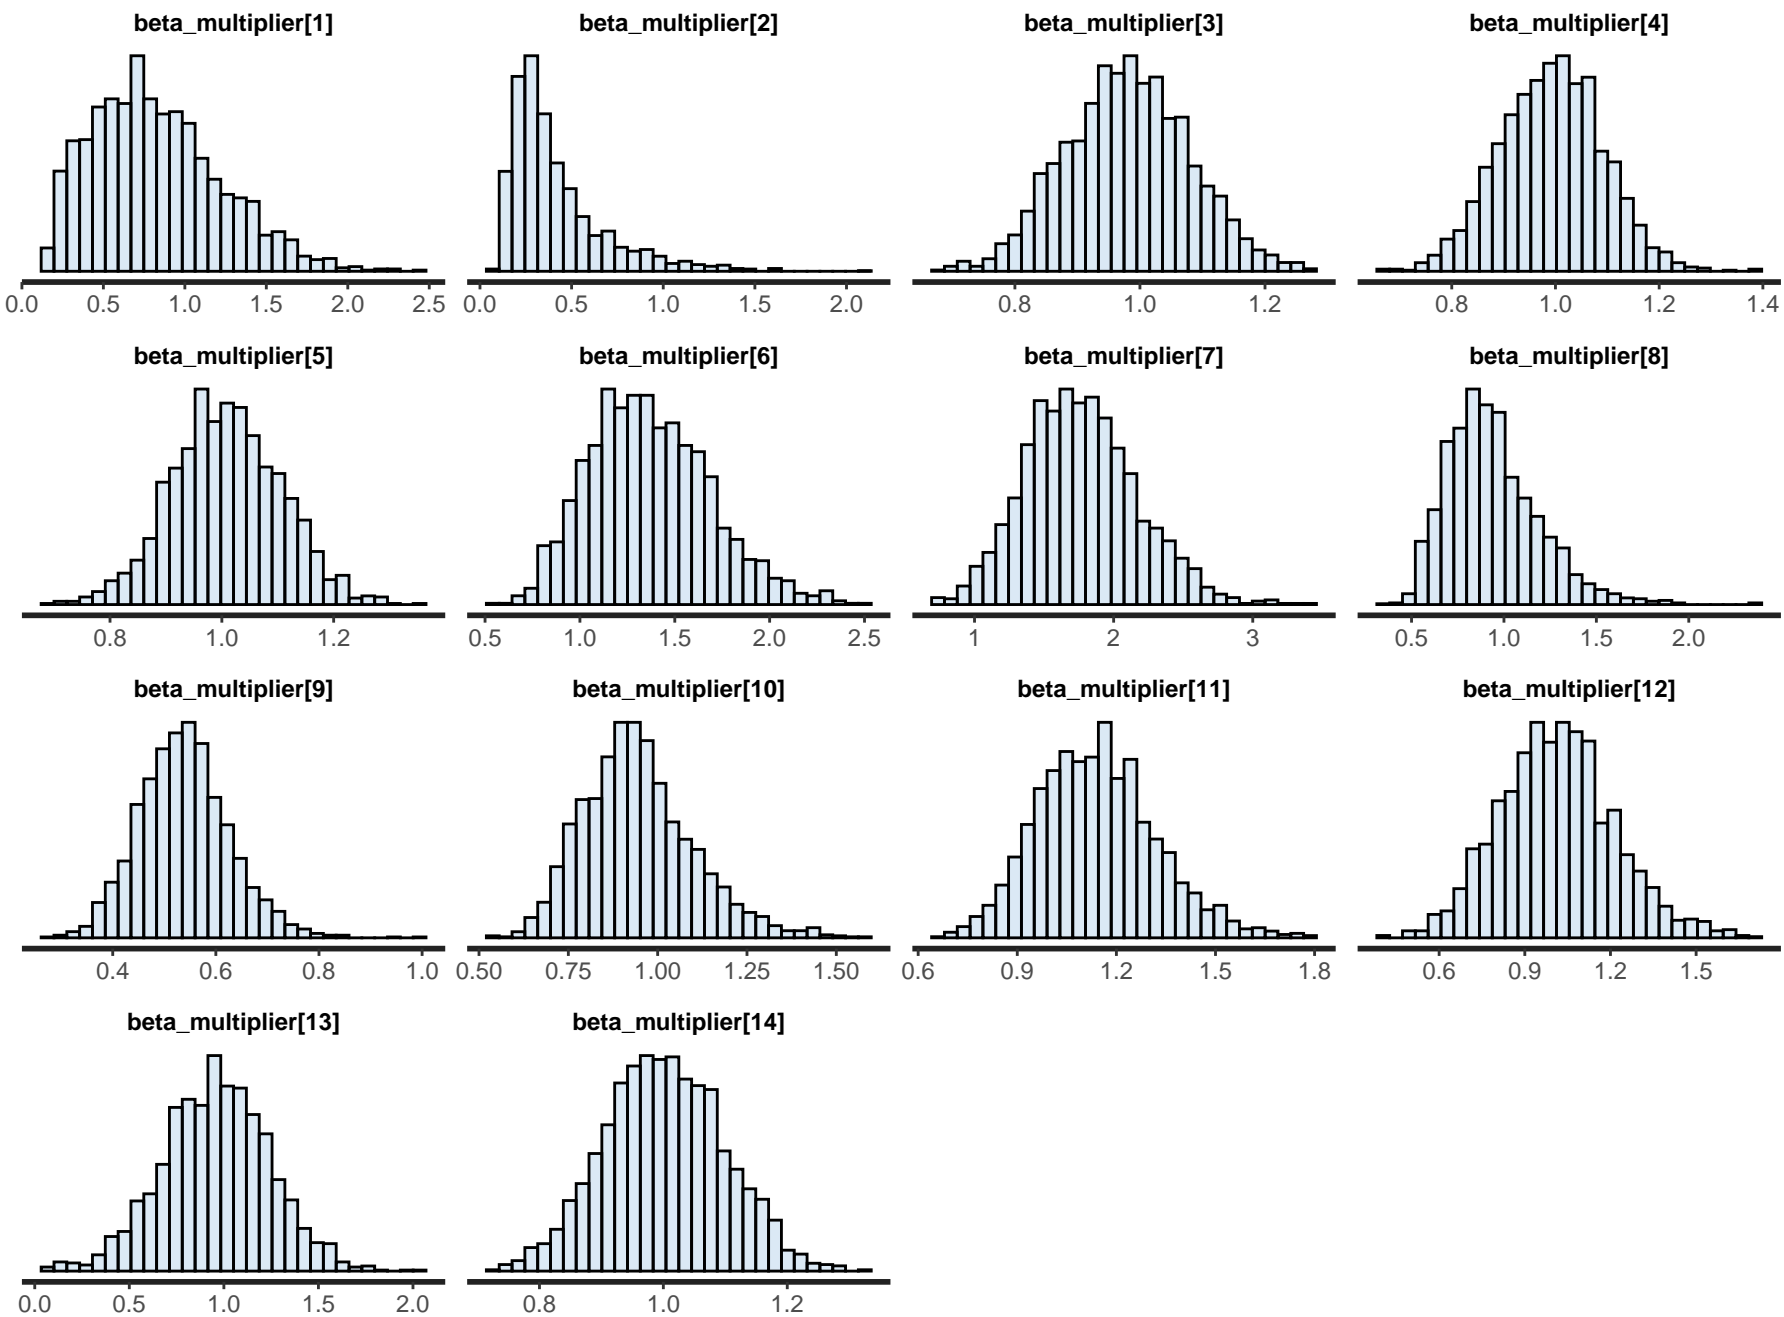 beta_multiplier[1] beta_multiplier[2] beta_multiplier[3] beta_multiplier[4]
0.0 0.5 1.0 1.5 2.0 2.5 0.0 0.5 1.0 1.5 2.0 0.8 1.0 1.2 0.8 1.0 1.2 1.4
beta_multiplier[5] beta_multiplier[6] beta_multiplier[7] beta_multiplier[8]
0.8 1.0 1.2 0.5 1.0 1.5 2.0 2.5 1 2 3 0.5 1.0 1.5 2.0
beta_multiplier[9] beta_multiplier[10] beta_multiplier[11] beta_multiplier[12]
0.4 0.6 0.8 1.0 0.50 0.75 1.00 1.25 1.50 0.6 0.9 1.2 1.5 1.8 0.6 0.9 1.2 1.5
beta_multiplier[13] beta_multiplier[14]
0.0 0.5 1.0 1.5 2.0 0.8 1.0 1.2